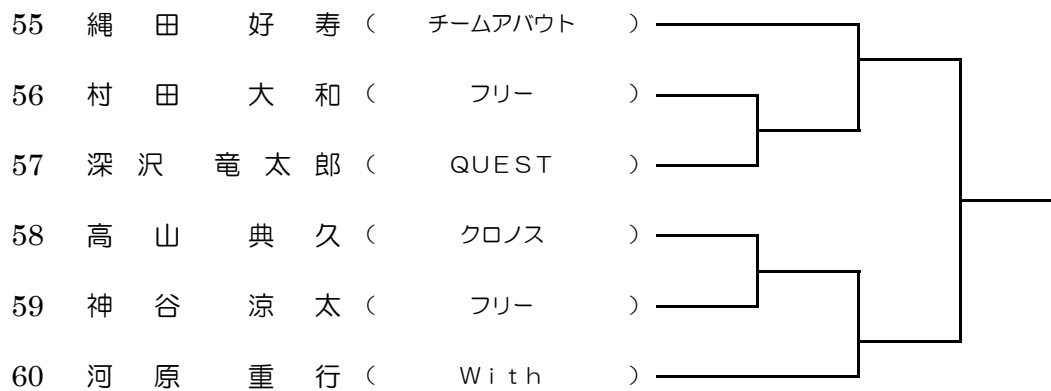 55 縄田 好寿（ チームアバウト ）
56 村田 大和（ フリー ）
57 深沢 竜太郎（ QUEST ）
58 高山 典久（ クロノス ）
59 神谷 涼太（ フリー ）
60 河原 重行（ With ）